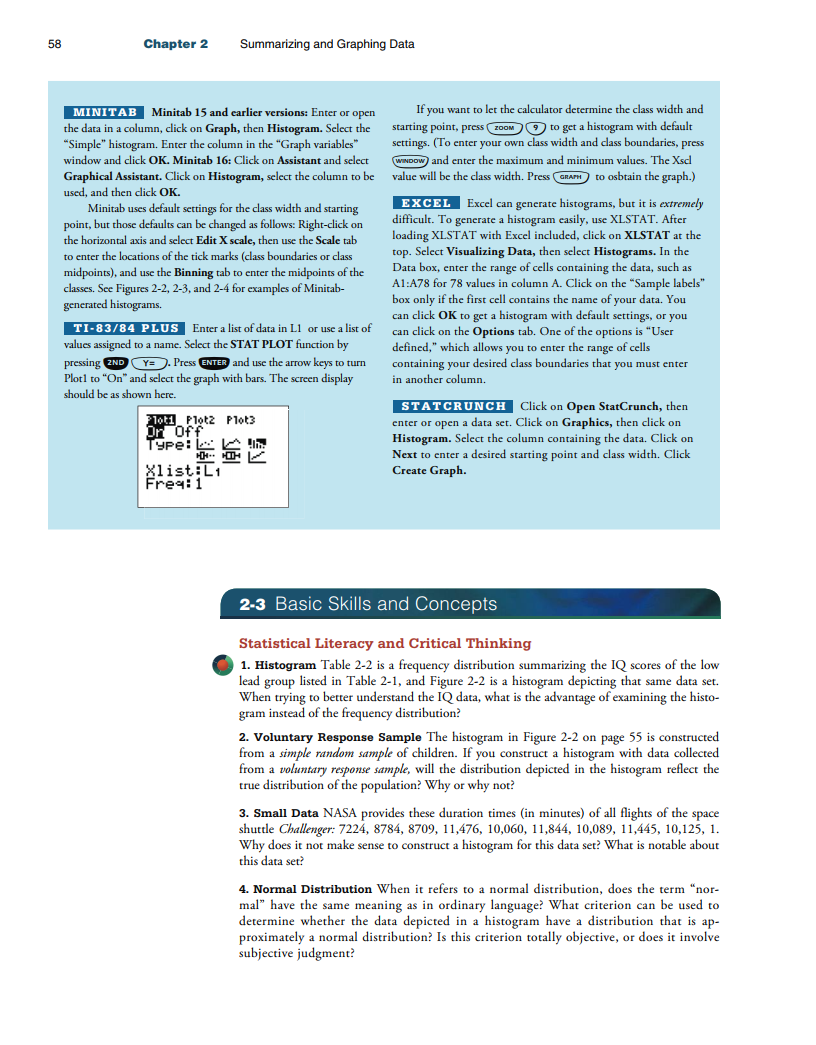 58 Chapter 2 Summarizing and Graphing Data
MINITAB Minitab 15 and earlier versions: Enter or open
the data in a column, click on Graph, then Histogram. Select the
“Simple” histogram. Enter the column in the “Graph variables”
window and click OK. Minitab 16: Click on Assistant and select
Graphical Assistant. Click on Histogram, select the column to be
used, and then click OK.
Minitab uses default settings for the class width and starting
point, but those defaults can be changed as follows: Right-click on
the horizontal axis and select Edit X scale, then use the Scale tab
to enter the locations of the tick marks (class boundaries or class
midpoints), and use the Binning tab to enter the midpoints of the
classes. See Figures 2-2, 2-3, and 2-4 for examples of Minitab-
generated histograms.
TI-83/84 PLUS Enter a list of data in L1 or use a list of
values assigned to a name. Select the STAT PLOT function by
pressing 2ND Y= . Press ENTER and use the arrow keys to turn
Plot1 to “On” and select the graph with bars. The screen display
should be as shown here.
Plot1 Plot2 Plot3
On Off
Type:
Xlist:L1
Freq:1
If you want to let the calculator determine the class width and
starting point, press ZOOM 9 to get a histogram with default
settings. (To enter your own class width and class boundaries, press
WINDOW and enter the maximum and minimum values. The Xscl
value will be the class width. Press GRAPH to osbtain the graph.)
EXCEL Excel can generate histograms, but it is extremely
difficult. To generate a histogram easily, use XLSTAT. After
loading XLSTAT with Excel included, click on XLSTAT at the
top. Select Visualizing Data, then select Histograms. In the
Data box, enter the range of cells containing the data, such as
A1:A78 for 78 values in column A. Click on the “Sample labels”
box only if the first cell contains the name of your data. You
can click OK to get a histogram with default settings, or you
can click on the Options tab. One of the options is “User
defined,” which allows you to enter the range of cells
containing your desired class boundaries that you must enter
in another column.
STATCRUNCH Click on Open StatCrunch, then
enter or open a data set. Click on Graphics, then click on
Histogram. Select the column containing the data. Click on
Next to enter a desired starting point and class width. Click
Create Graph.
2-3 Basic Skills and Concepts
Statistical Literacy and Critical Thinking
1. Histogram Table 2-2 is a frequency distribution summarizing the IQ scores of the low
lead group listed in Table 2-1, and Figure 2-2 is a histogram depicting that same data set.
When trying to better understand the IQ data, what is the advantage of examining the histo-
gram instead of the frequency distribution?
2. Voluntary Response Sample The histogram in Figure 2-2 on page 55 is constructed
from a simple random sample of children. If you construct a histogram with data collected
from a voluntary response sample, will the distribution depicted in the histogram reflect the
true distribution of the population? Why or why not?
3. Small Data NASA provides these duration times (in minutes) of all flights of the space
shuttle Challenger: 7224, 8784, 8709, 11,476, 10,060, 11,844, 10,089, 11,445, 10,125, 1.
Why does it not make sense to construct a histogram for this data set? What is notable about
this data set?
4. Normal Distribution When it refers to a normal distribution, does the term “nor-
mal” have the same meaning as in ordinary language? What criterion can be used to
determine whether the data depicted in a histogram have a distribution that is ap-
proximately a normal distribution? Is this criterion totally objective, or does it involve
subjective judgment?